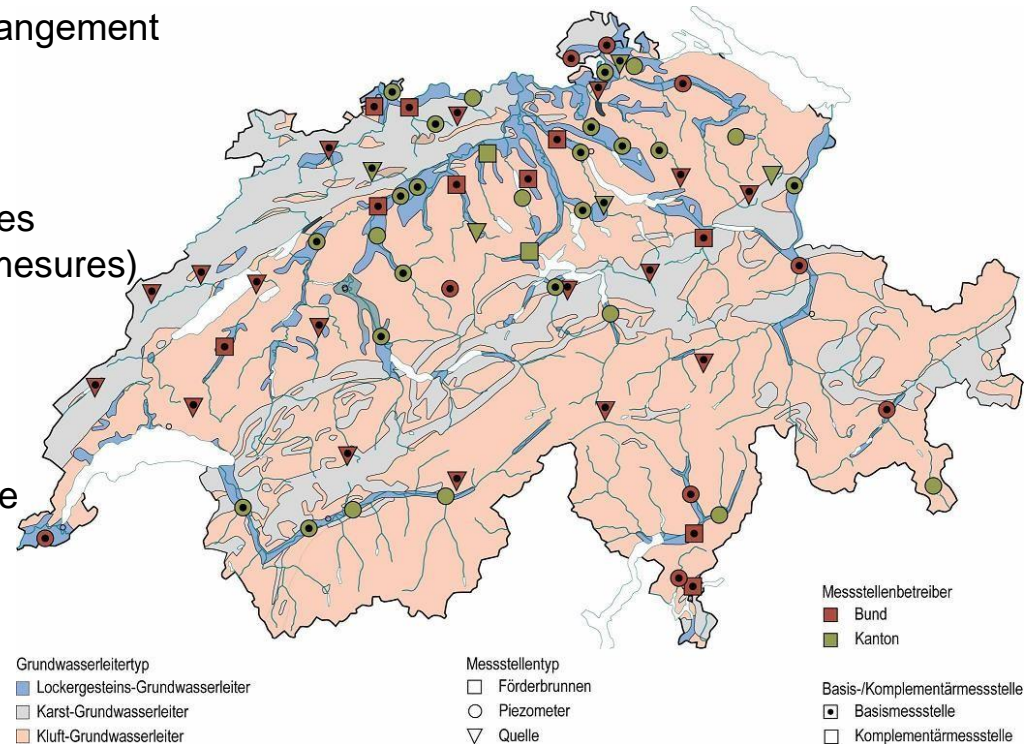 angement
es
nesures)
e
Messstellenbetreiber
Bund
Kanton
Grundwasserleitertyp
Lockergesteins-Grundwasserleiter
Karst-Grundwasserleiter
Kluft-Grundwasserleiter
Messstellentyp
Förderbrunnen
Piezometer
Quelle
Basis-/Komplementärmessstelle
Basismessstelle
Komplementärmessstelle